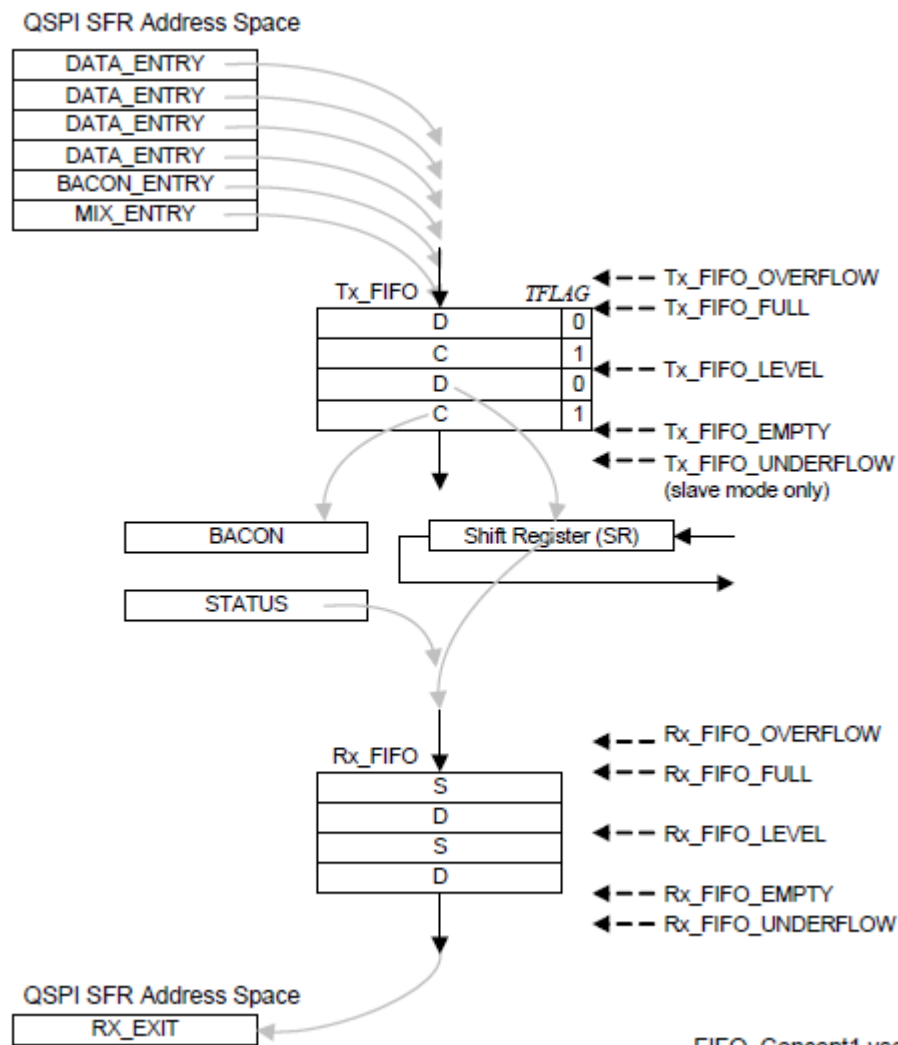 QSPI SFR Address Space
DATA_ENTRY
DATA_ENTRY
DATA_ENTRY
DATA_ENTRY
BACON_ENTRY
MIX_ENTRY
Tx_FIFO
TFLAG
D 0
C 1
D 0
C 1
Tx_FIFO_OVERFLOW
Tx_FIFO_FULL
Tx_FIFO_LEVEL
Tx_FIFO_EMPTY
Tx_FIFO_UNDERFLOW
(slave mode only)
BACON
Shift Register (SR)
STATUS
Rx_FIFO
S
D
S
D
Rx_FIFO_OVERFLOW
Rx_FIFO_FULL
Rx_FIFO_LEVEL
Rx_FIFO_EMPTY
Rx_FIFO_UNDERFLOW
QSPI SFR Address Space
RX_EXIT